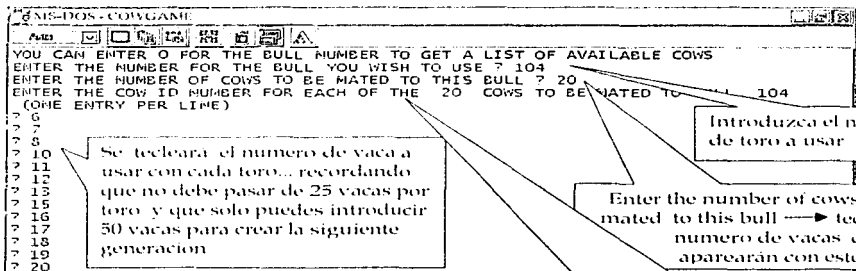 MS-DOS - COWGAME
Auto
YOU CAN ENTER 0 FOR THE BULL NUMBER TO GET A LIST OF AVAILABLE COWS
ENTER THE NUMBER FOR THE BULL YOU WISH TO USE ? 104
ENTER THE NUMBER OF COWS TO BE MATED TO THIS BULL ? 20
ENTER THE COW ID NUMBER FOR EACH OF THE 20 COWS TO BE MATED TO 104
(ONE ENTRY PER LINE)
? 6
? 7
? 8
? 10
? 11
? 12
? 13
? 15
? 16
? 17
? 18
? 19
? 20
Se tecleará el numero de vaca a
usar con cada toro... recordando
que no debe pasar de 25 vacas por
toro y que solo puedes introducir
50 vacas para crear la siguiente
generacion
Introduzca el
de toro a usar
Enter the number of cows
mated to this bull →
numero de vacas
aparearán con